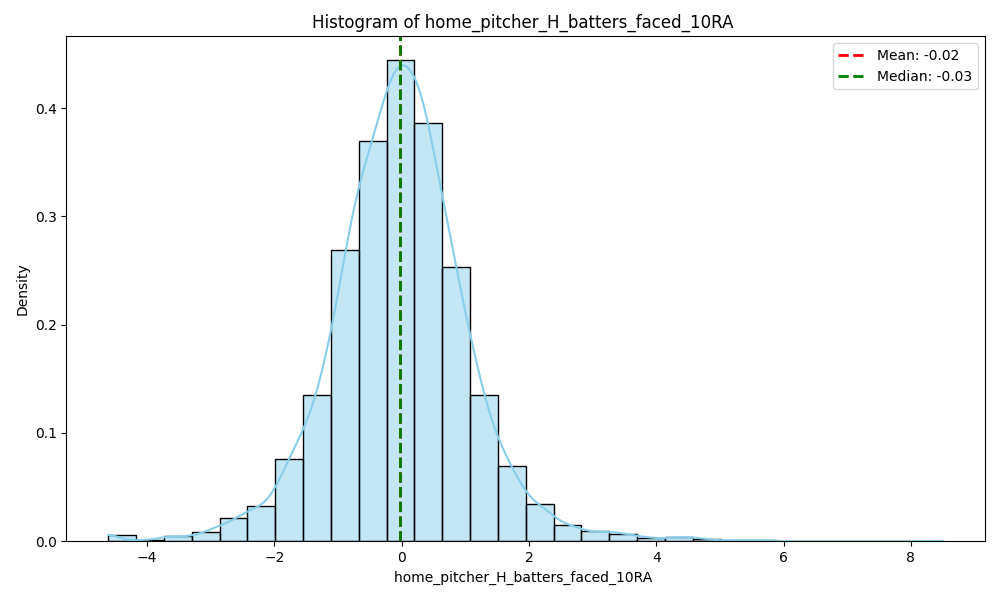 Histogram of home_pitcher_H_batters_faced_10RA
Mean: -0.02
Median: -0.03
Density
0.4
0.3
0.2
0.1
0.0
−4
−2
0
2
4
6
8
home_pitcher_H_batters_faced_10RA